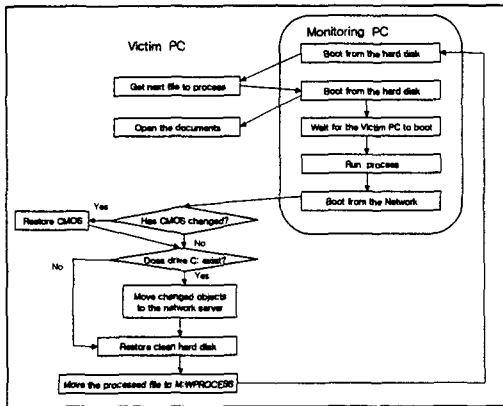 Victim PC
Monitoring PC
Boot from the hard disk
Get next file to process
Boot from the hard disk
Open the documents
Wait for the Victim PC to boot
Run process
Boot from the Network
Yes
Restore CMOS
Has CMOS changed?
No
No
Does drive C: exist?
Yes
Move changed objects
to the network server
Restore clean hard disk
Move the processed file to M:\WPROCESS